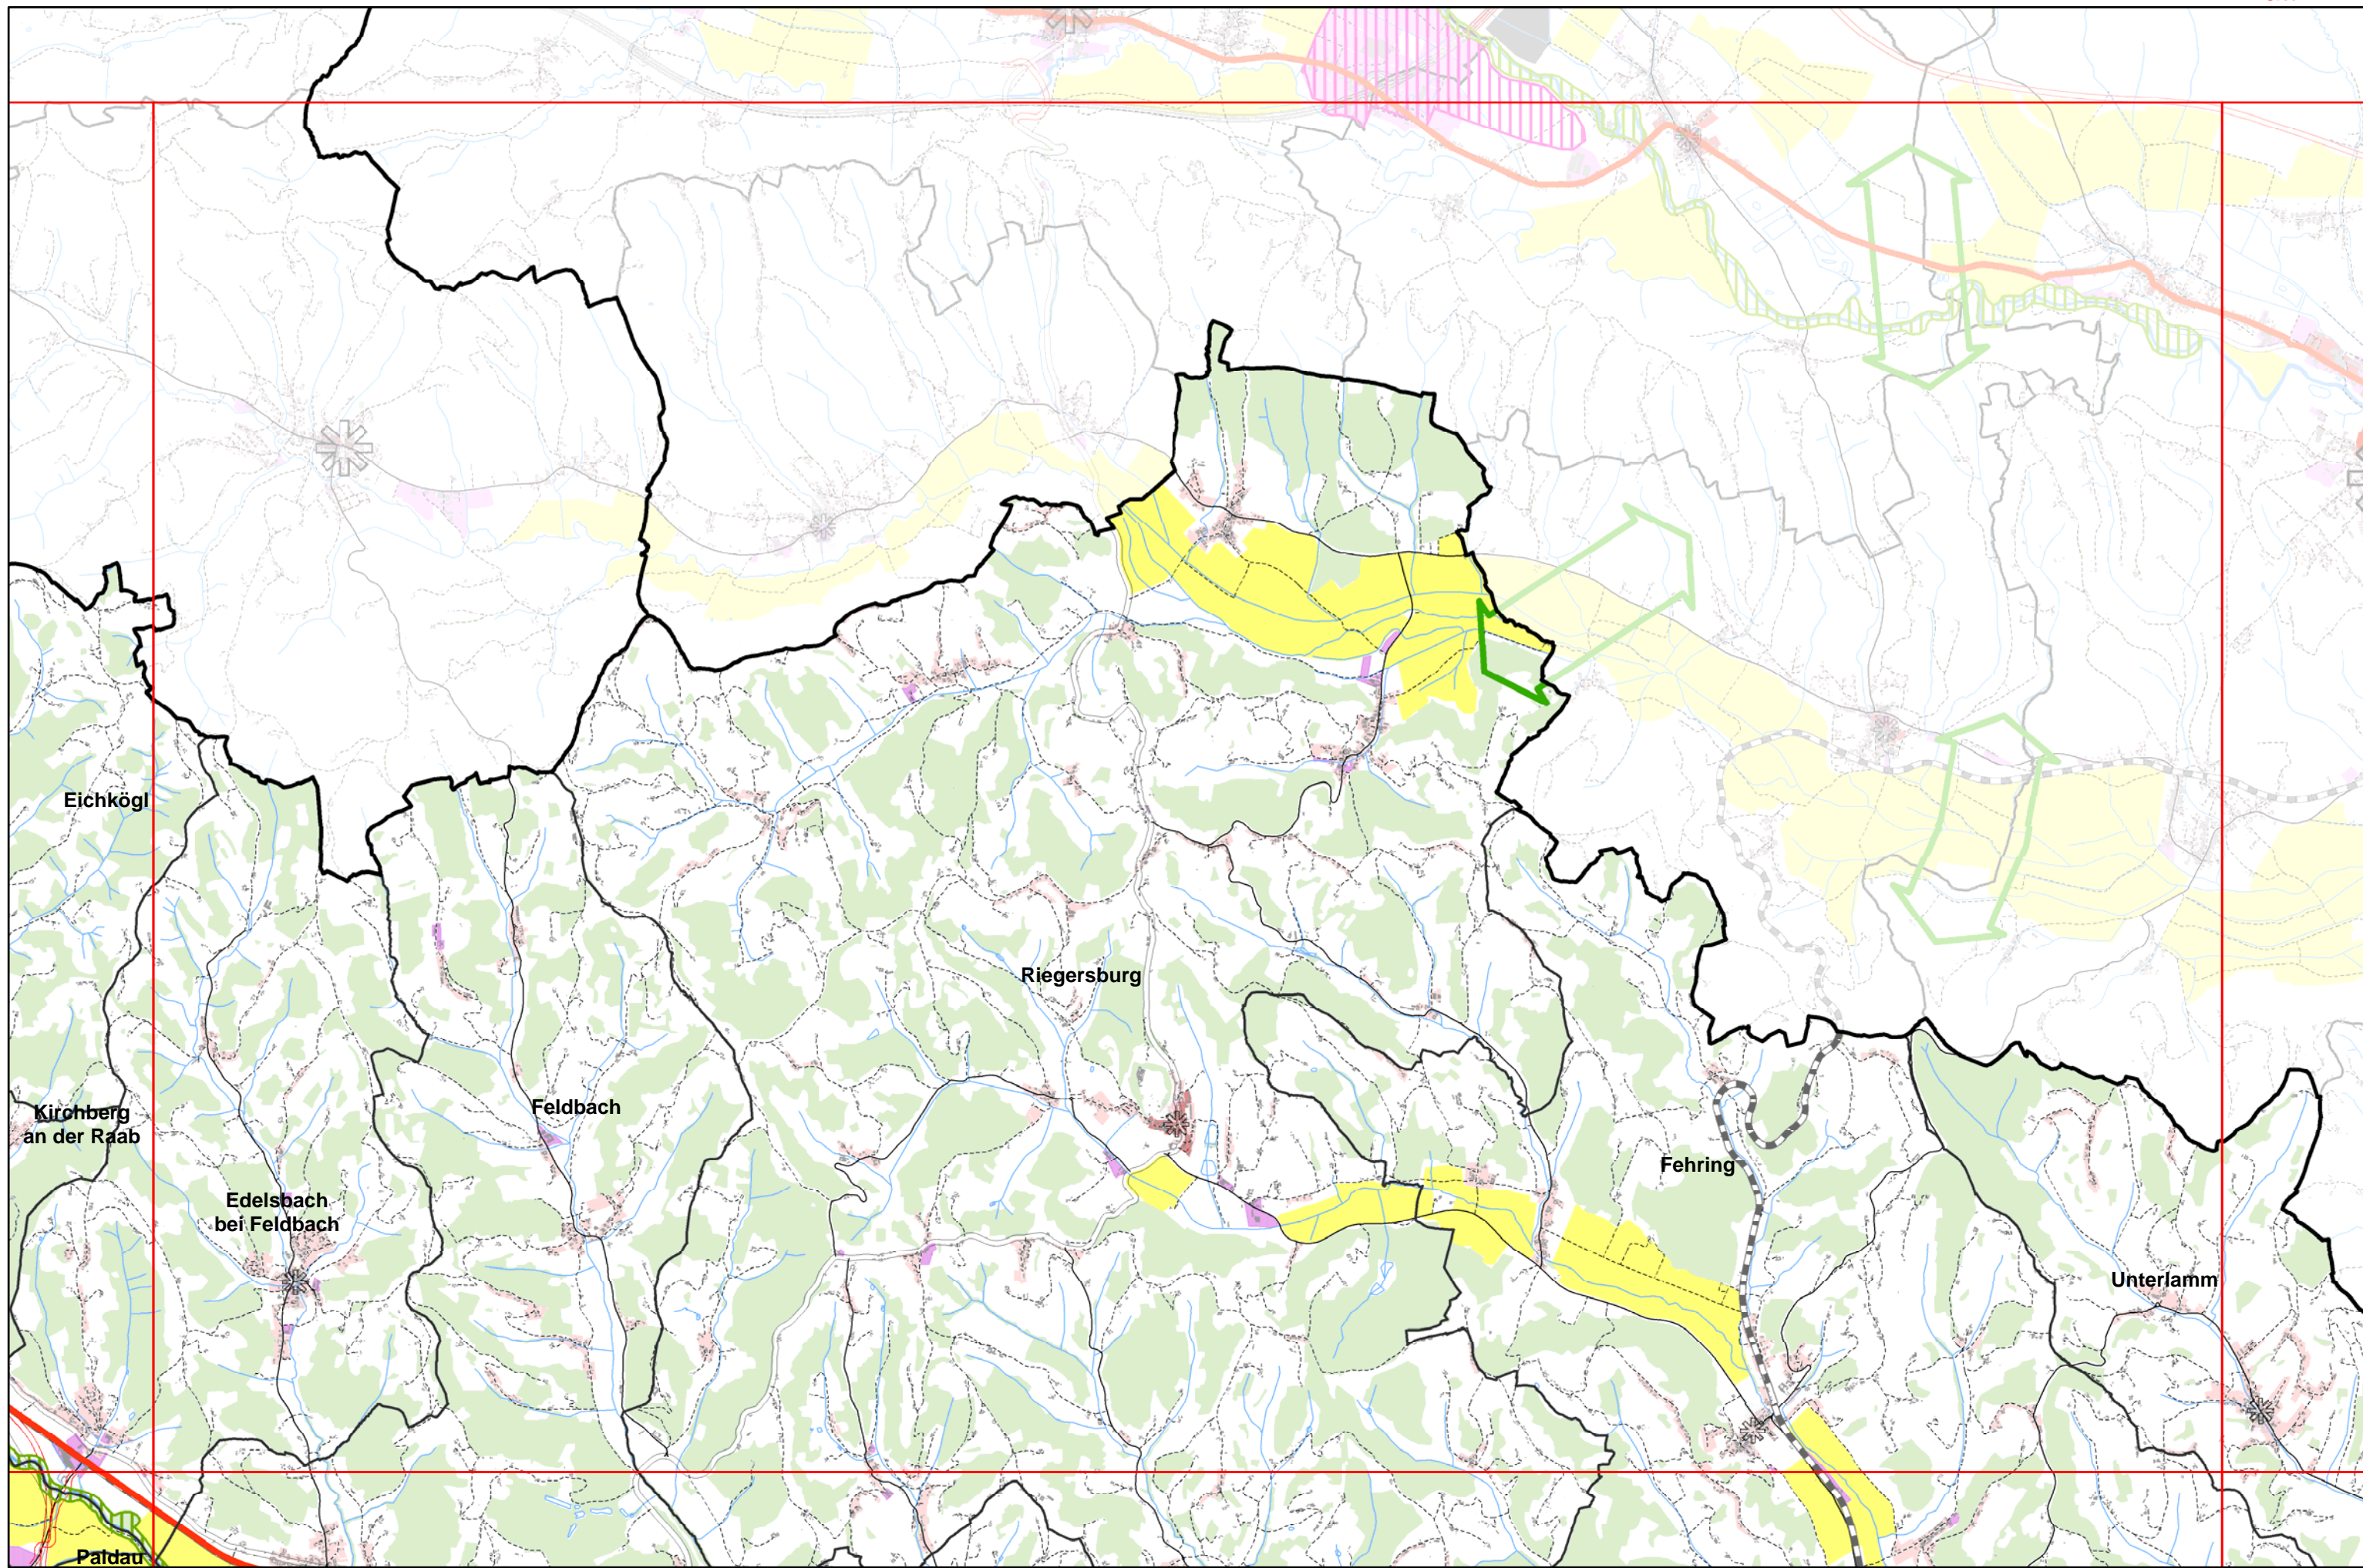 Eichkögl
Riegersburg
Kirchberg
an der Raab
Feldbach
Fehring
Edelsbach
bei Feldbach
Unterlamm
Paldau